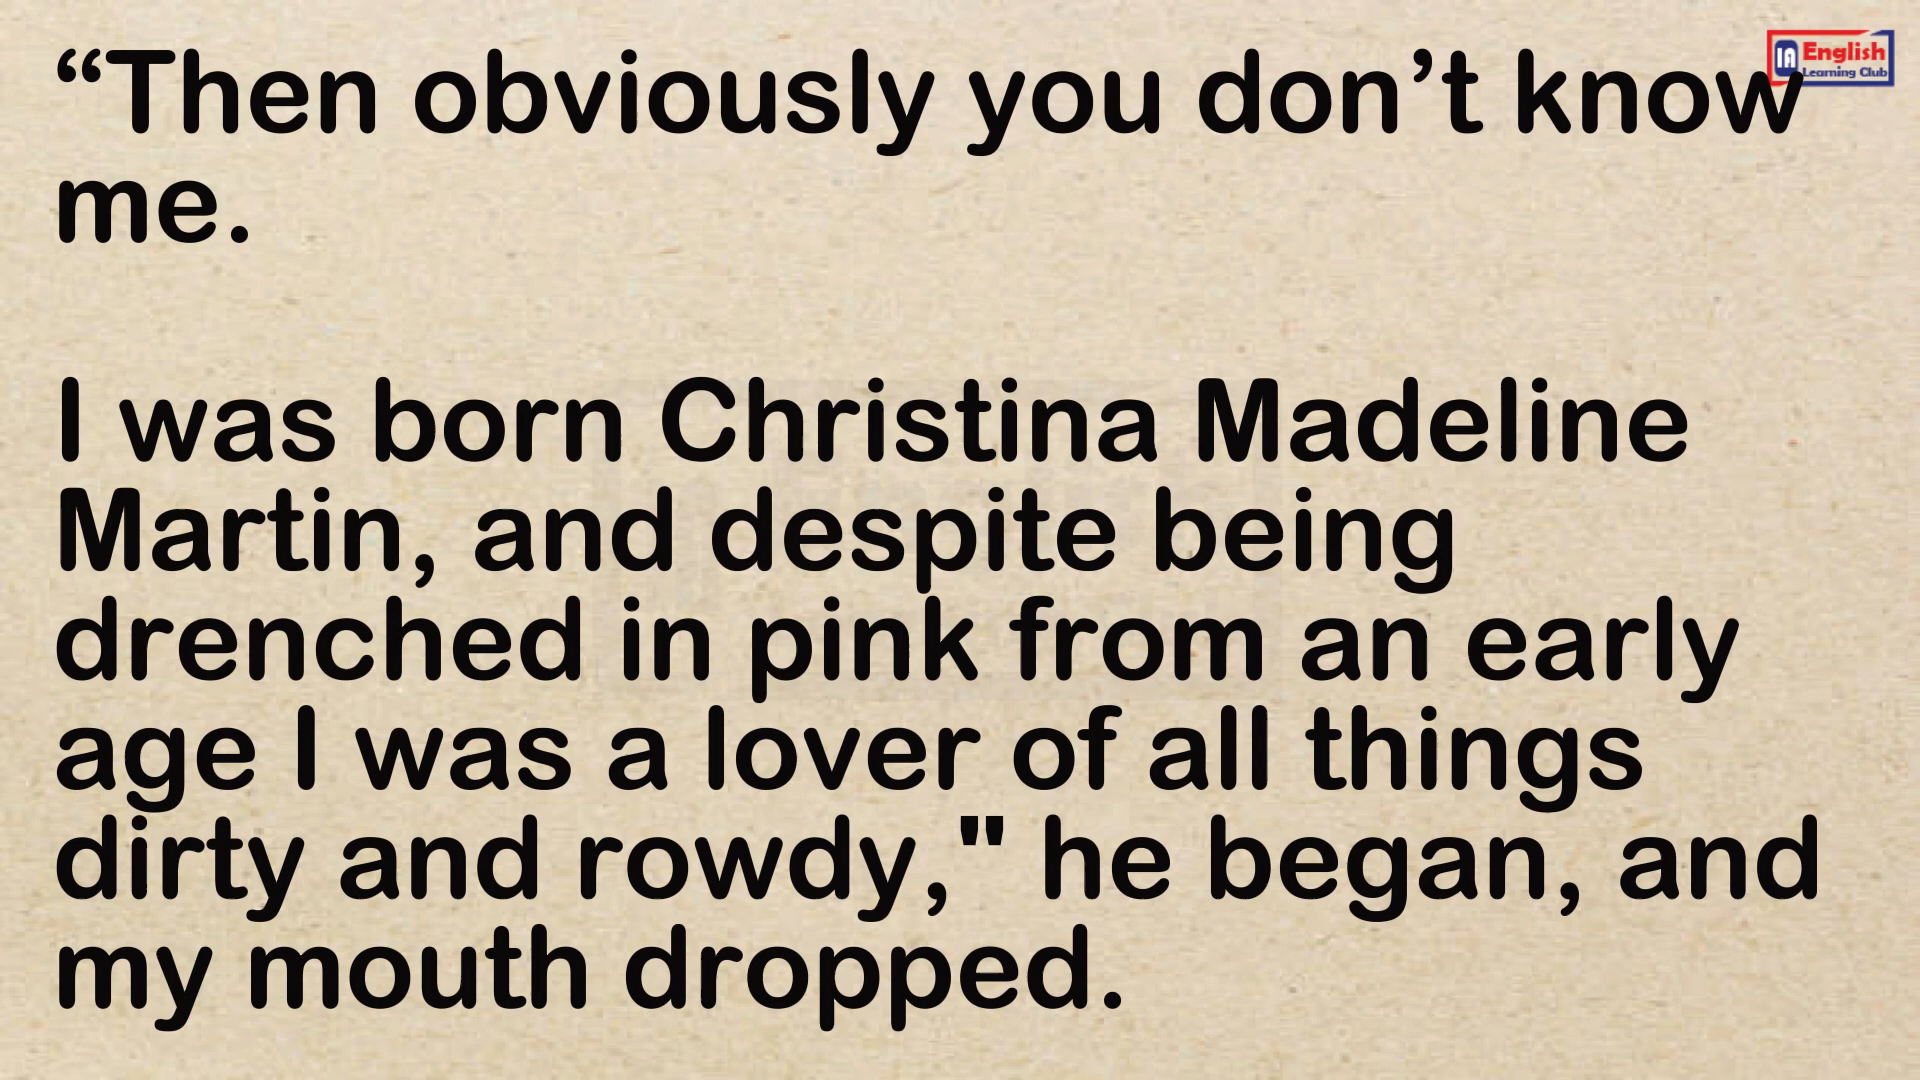 “Then obviously you don’t know
me.
I was born Christina Madeline
Martin, and despite being
drenched in pink from an early
age I was a lover of all things
dirty and rowdy," he began, and
my mouth dropped.
IA English
Learning Club